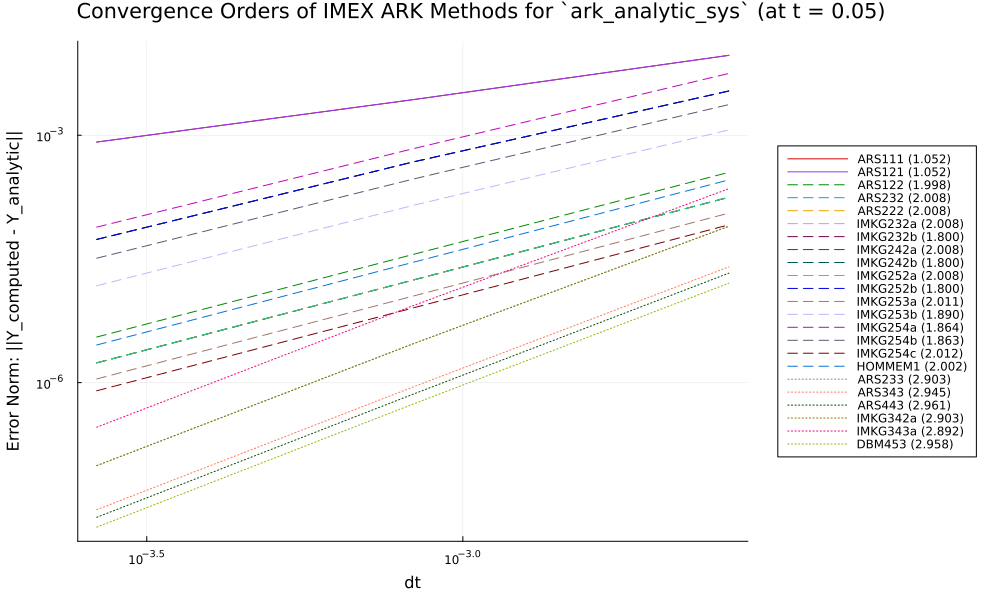 Convergence Orders of IMEX ARK Methods for `ark_analytic_sys` (at t = 0.05)
Error Norm: ||Y_computed - Y_analytic||
10⁻³
10⁻⁶
10⁻³·⁵
10⁻³·⁰
dt
ARS111 (1.052)
ARS121 (1.052)
ARS122 (1.998)
ARS232 (2.008)
ARS222 (2.008)
IMKG232a (2.008)
IMKG232b (1.800)
IMKG242a (2.008)
IMKG242b (1.800)
IMKG252a (2.008)
IMKG252b (1.800)
IMKG253a (2.011)
IMKG253b (1.890)
IMKG254a (1.864)
IMKG254b (1.863)
IMKG254c (2.012)
HOMMEM1 (2.002)
ARS233 (2.903)
ARS343 (2.945)
ARS443 (2.961)
IMKG342a (2.903)
IMKG343a (2.892)
DBM453 (2.958)